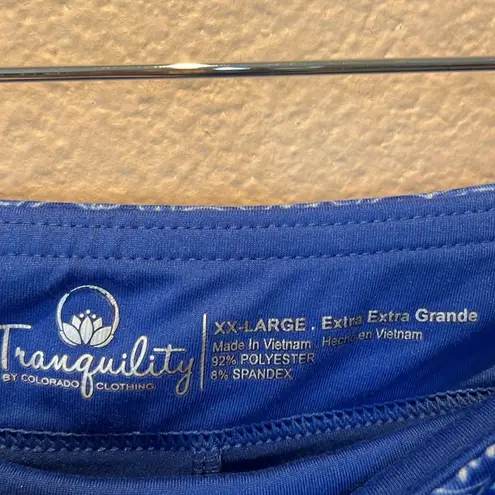 Tranquility
BY COLORADO CLOTHING
XX-LARGE . Extra Extra Grande
Made In Vietnam . Hecho en Vietnam
92% POLYESTER
8% SPANDEX